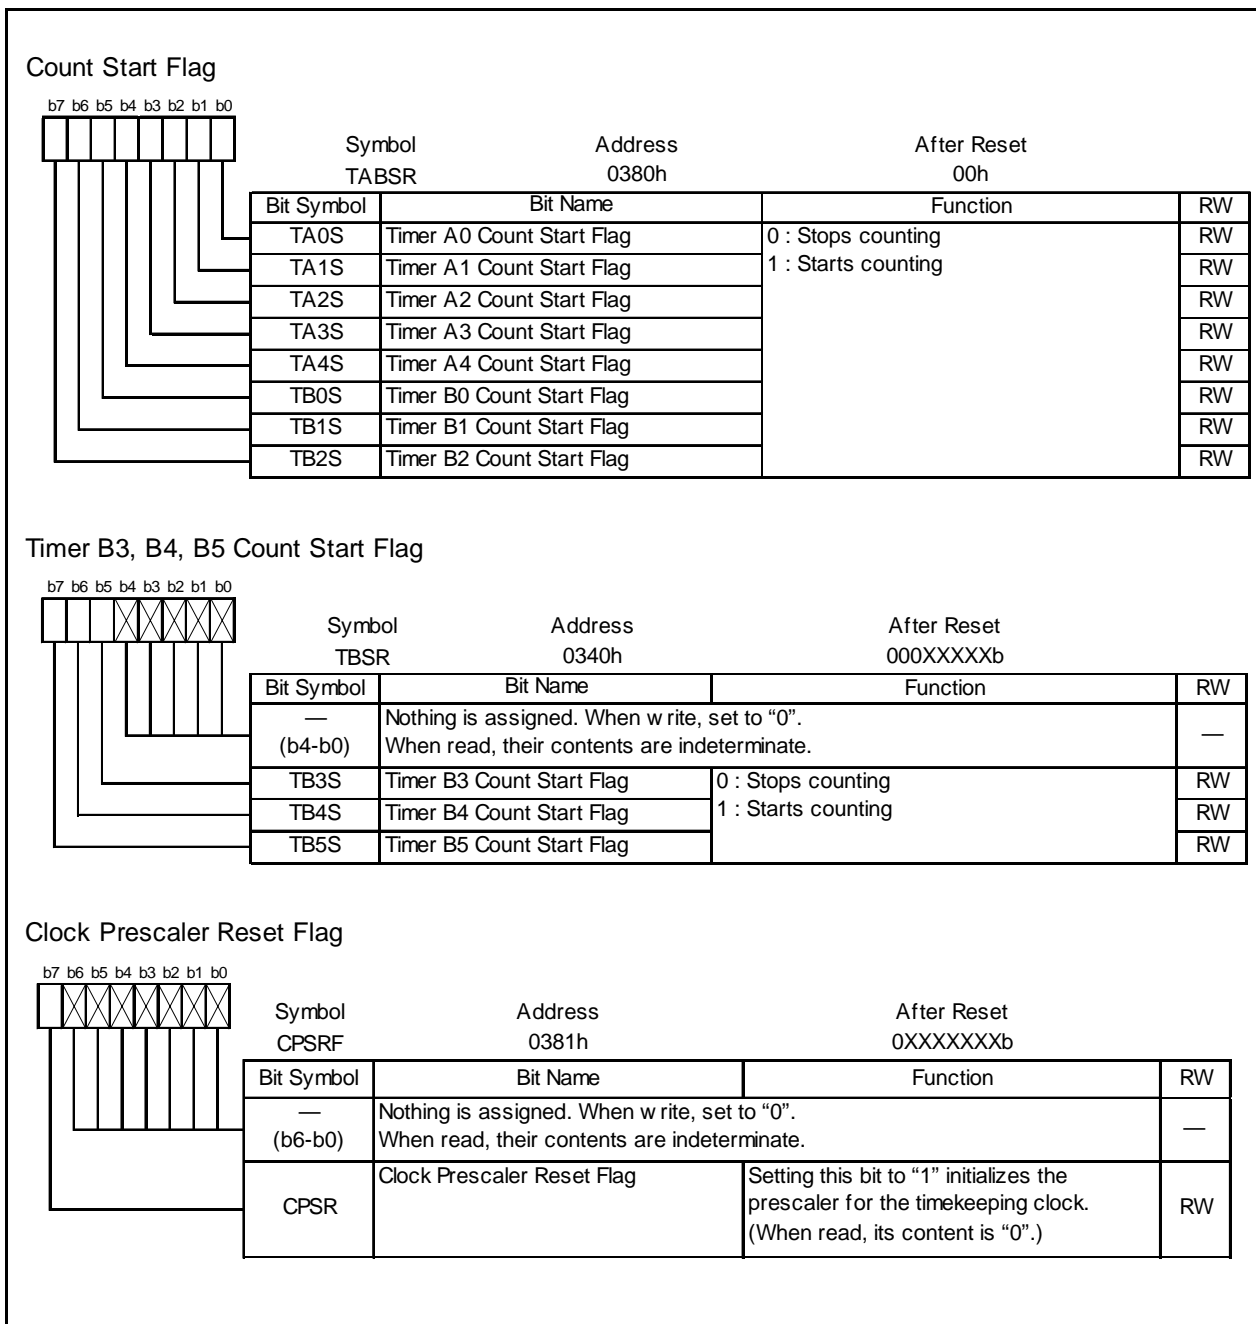 Count Start Flag
b7 b6 b5 b4 b3 b2 b1 b0
Symbol Address After Reset
TABSR 0380h 00h
Bit Symbol Bit Name Function RW
TA0S Timer A0 Count Start Flag 0 : Stops counting RW
TA1S Timer A1 Count Start Flag 1 : Starts counting RW
TA2S Timer A2 Count Start Flag RW
TA3S Timer A3 Count Start Flag RW
TA4S Timer A4 Count Start Flag RW
TB0S Timer B0 Count Start Flag RW
TB1S Timer B1 Count Start Flag RW
TB2S Timer B2 Count Start Flag RW
Timer B3, B4, B5 Count Start Flag
b7 b6 b5 b4 b3 b2 b1 b0
Symbol Address After Reset
TBSR 0340h 000XXXXXb
Bit Symbol Bit Name Function RW
— Nothing is assigned. When write, set to “0”. —
(b4-b0) When read, their contents are indeterminate.
TB3S Timer B3 Count Start Flag 0 : Stops counting RW
TB4S Timer B4 Count Start Flag 1 : Starts counting RW
TB5S Timer B5 Count Start Flag RW
Clock Prescaler Reset Flag
b7 b6 b5 b4 b3 b2 b1 b0
Symbol Address After Reset
CPSRF 0381h 0XXXXXXXb
Bit Symbol Bit Name Function RW
— Nothing is assigned. When write, set to “0”. —
(b6-b0) When read, their contents are indeterminate.
Clock Prescaler Reset Flag Setting this bit to “1” initializes the
CPSR prescaler for the timekeeping clock. RW
(When read, its content is “0”.)